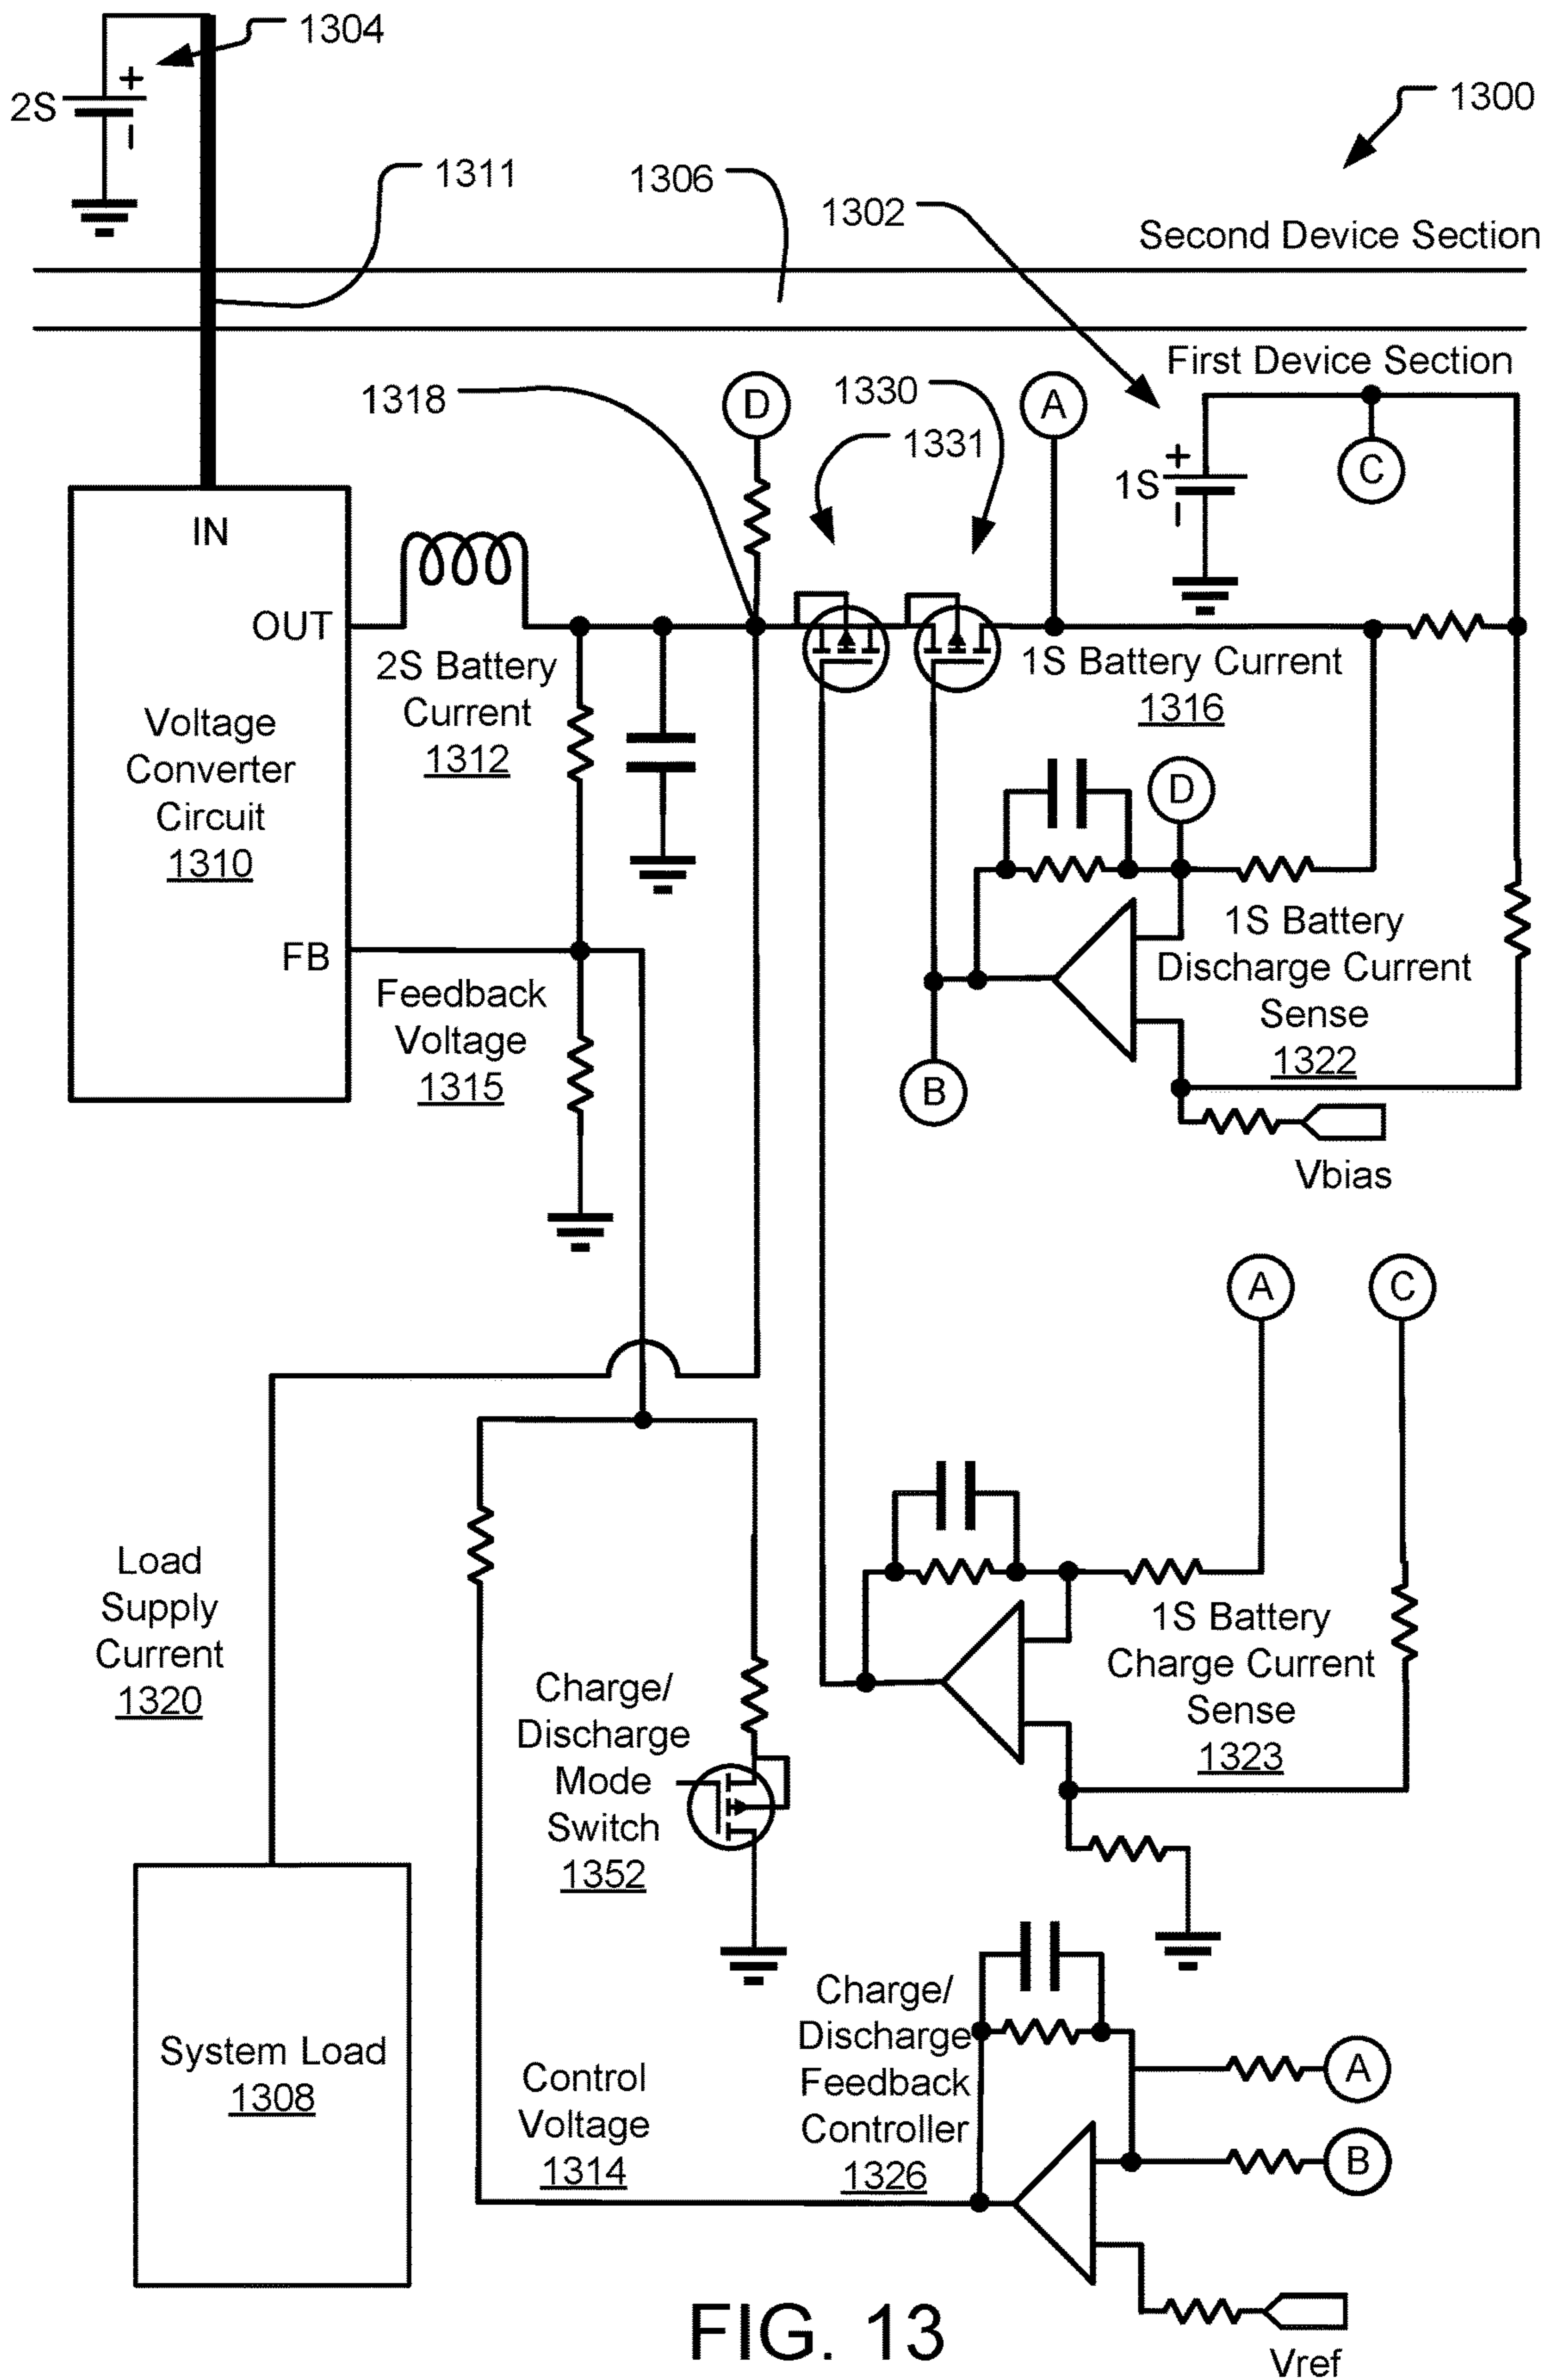 1304
+
2S
–
1300
1311
1306
1302
Second Device Section
First Device Section
1318
D
1330
A
1331
+
1S
–
C
IN
OUT
2S Battery
Current
1312
1S Battery Current
1316
Voltage
Converter
Circuit
1310
D
1S Battery
Discharge Current
Sense
1322
FB
Feedback
Voltage
1315
B
Vbias
A
C
Load
Supply
Current
1320
1S Battery
Charge Current
Sense
1323
Charge/
Discharge
Mode
Switch
1352
System Load
1308
Control
Voltage
1314
Charge/
Discharge
Feedback
Controller
1326
A
B
Vref
FIG. 13